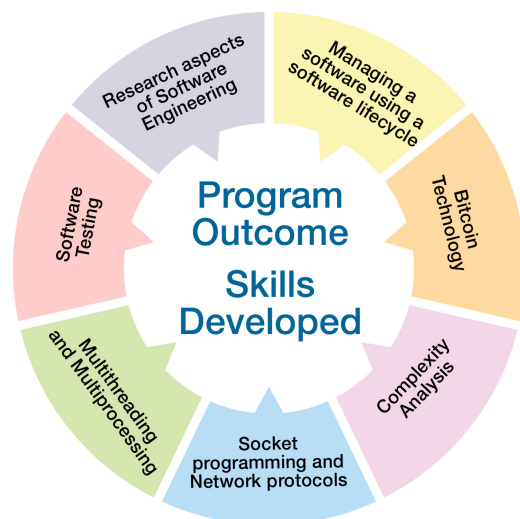 Program
Outcome
Skills
Developed
Managing a
software using a
software lifecycle
Bitcoin
Technology
Complexity
Analysis
Socket
programming and
Network protocols
Multithreading
and Multiprocessing
Software
Testing
Research aspects
of Software
Engineering